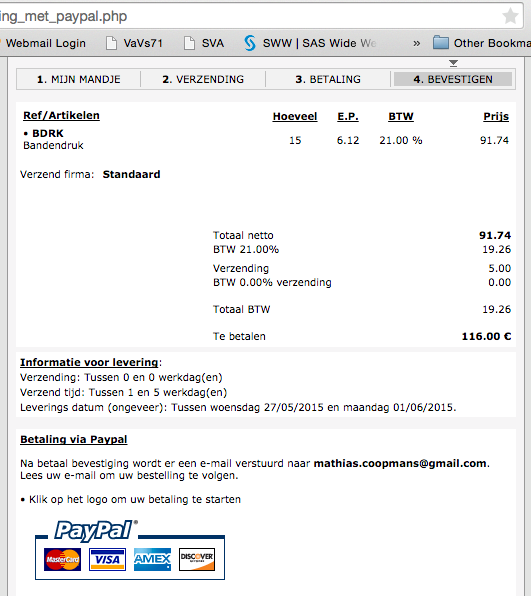 ing_met_paypal.php
Webmail Login VaVs71 SVA SWW | SAS Wide We » Other Bookma
1. MIJN MANDJE 2. VERZENDING 3. BETALING 4. BEVESTIGEN
Ref/Artikelen Hoeveel E.P. BTW Prijs
• BDRK
Bandendruk 15 6.12 21.00 % 91.74
Verzend firma: Standaard
Totaal netto 91.74
BTW 21.00% 19.26
Verzending 5.00
BTW 0.00% verzending 0.00
Totaal BTW 19.26
Te betalen 116.00 €
Informatie voor levering:
Verzending: Tussen 0 en 0 werkdag(en)
Verzend tijd: Tussen 1 en 5 werkdag(en)
Leverings datum (ongeveer): Tussen woensdag 27/05/2015 en maandag 01/06/2015.
Betaling via Paypal
Na betaal bevestiging wordt er een e-mail verstuurd naar mathias.coopmans@gmail.com.
Lees uw e-mail om uw bestelling te volgen.
• Klik op het logo om uw betaling te starten
PayPal®
MasterCard VISA AMEX DISCOVER